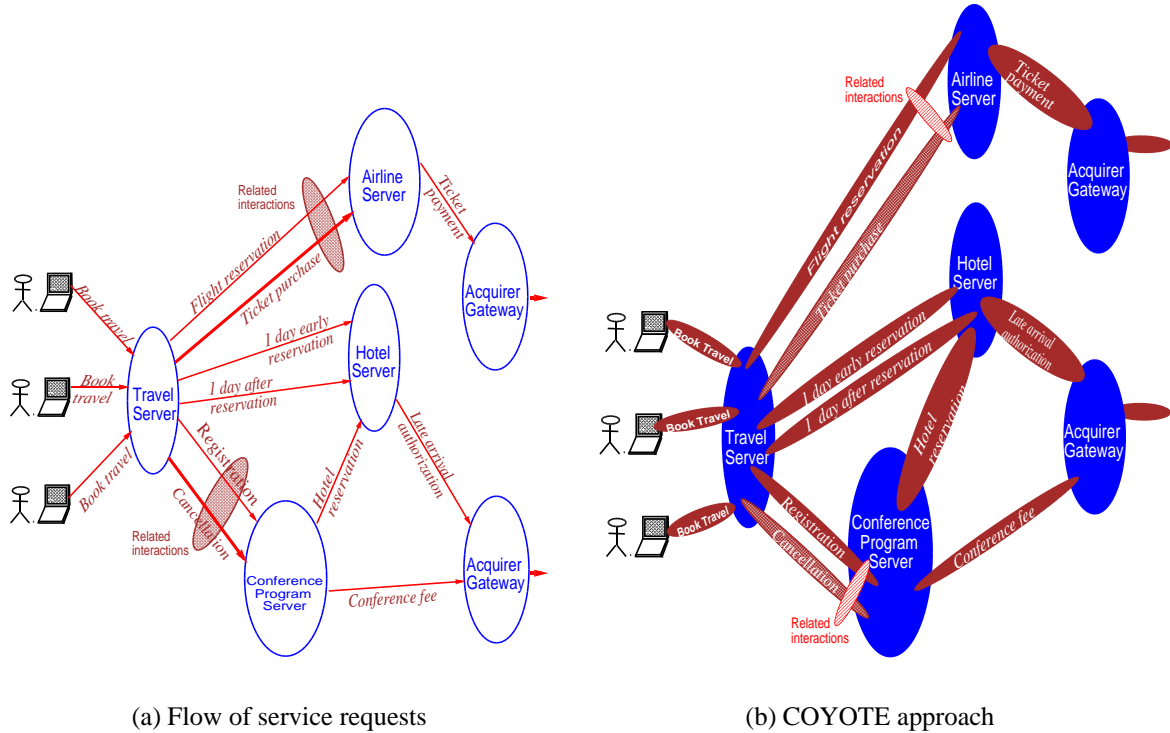 Related
interactions
Airline
Server
Ticket
payment
Flight reservation
Ticket purchase
Acquirer
Gateway
Book travel
Book
travel
Book travel
Travel
Server
1 day early
reservation
1 day after
reservation
Hotel
Server
Registration
Cancellation
Related
interactions
Hotel
reservation
Late arrival
authorization
Conference
Program
Server
Conference fee
Acquirer
Gateway
(a) Flow of service requests
Related
interactions
Airline
Server
Ticket
payment
Acquirer
Gateway
Flight reservation
Ticket purchase
Hotel
Server
Late arrival
authorization
Book Travel
Book Travel
Book Travel
Travel
Server
1 day early reservation
1 day after reservation
Hotel
reservation
Acquirer
Gateway
Registration
Cancellation
Conference
Program
Server
Conference fee
Related
interactions
(b) COYOTE approach